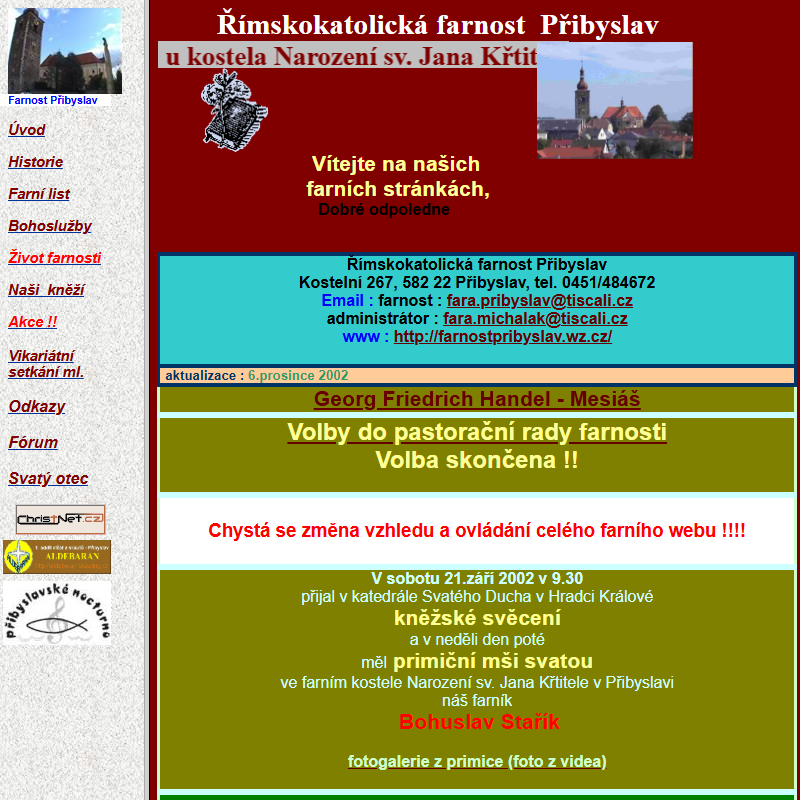 Farnost Přibyslav
Úvod
Historie
Farní list
Bohoslužby
Život farnosti
Naši kněží
Akce !!
Vikariátní
setkání ml.
Odkazy
Fórum
Svatý otec
ChristNet.cz
ALDEBARAN
přibyslavské nocturno
Římskokatolická farnost Přibyslav
u kostela Narození sv. Jana Křtit
Vítejte na našich
farních stránkách,
Dobré odpoledne
Římskokatolická farnost Přibyslav
Kostelní 267, 582 22 Přibyslav, tel. 0451/484672
Email : farnost : fara.pribyslav@tiscali.cz
administrátor : fara.michalak@tiscali.cz
www : http://farnostpribyslav.wz.cz/
aktualizace : 6.prosince 2002
Georg Friedrich Handel - Mesiáš
Volby do pastorační rady farnosti
Volba skončena !!
Chystá se změna vzhledu a ovládání celého farního webu !!!!
V sobotu 21.září 2002 v 9.30
přijal v katedrále Svatého Ducha v Hradci Králové
kněžské svěcení
a v neděli den poté
měl primiční mši svatou
ve farním kostele Narození sv. Jana Křtitele v Přibyslavi
náš farník
Bohuslav Stařík
fotogalerie z primice (foto z videa)